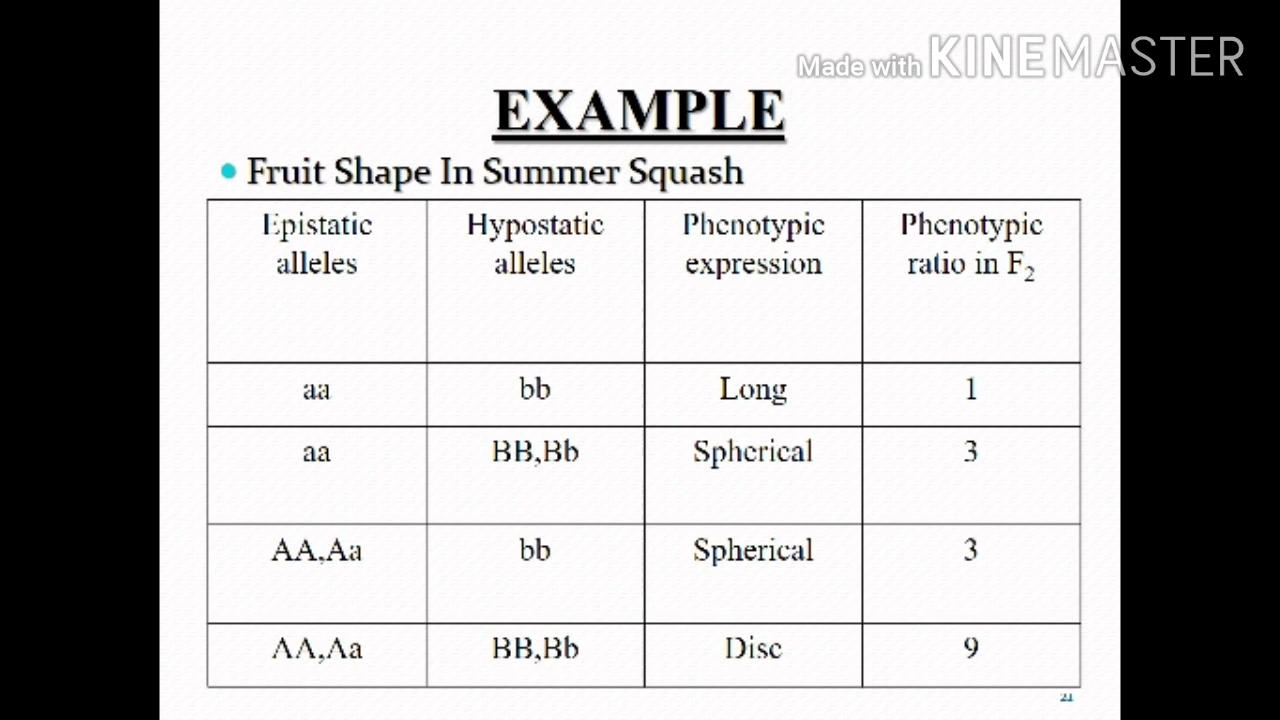 Made with KINEMASTER
EXAMPLE
Fruit Shape In Summer Squash
Epistatic alleles Hypostatic alleles Phenotypic expression Phenotypic ratio in F2
aa bb Long 1
aa BB,Bb Spherical 3
AA,Aa bb Spherical 3
AA,Aa BB,Bb Disc 9
21